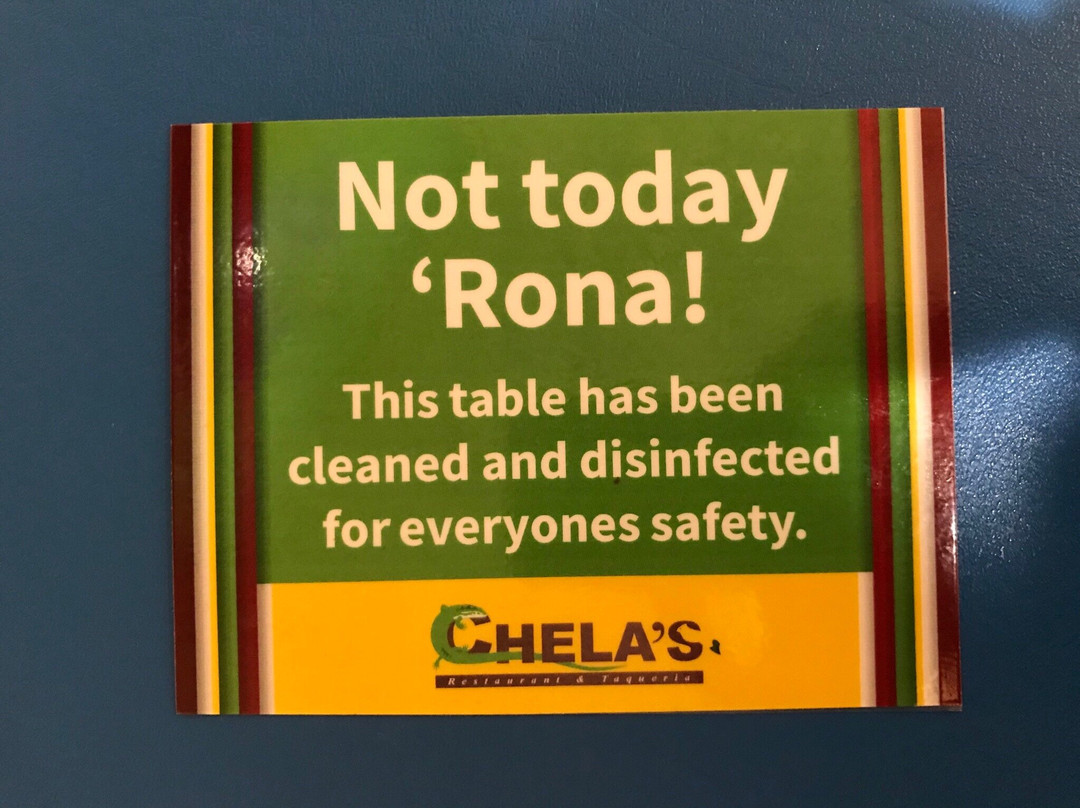 Not today
‘Rona!
This table has been
cleaned and disinfected
for everyones safety.
CHELA’S
Restaurant & Taqueria